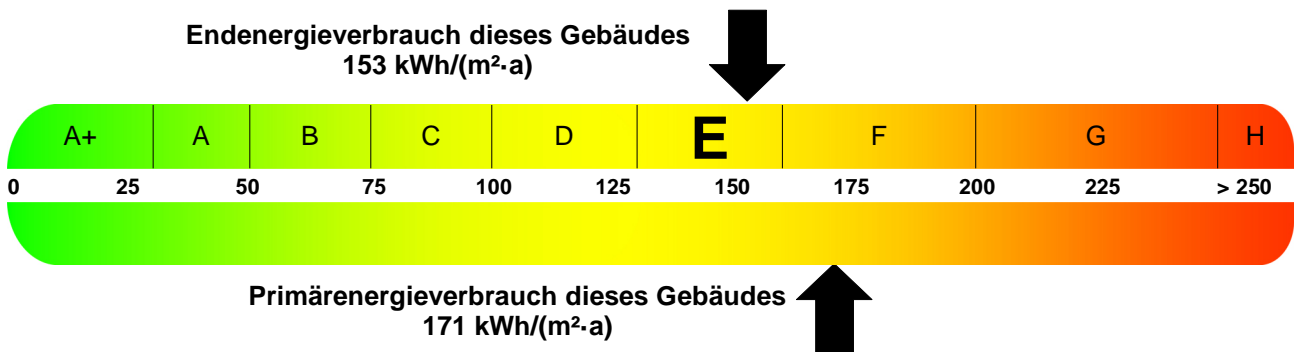 Endenergieverbrauch dieses Gebäudes
153 kWh/(m²·a)
A+ A B C D E F G H
0 25 50 75 100 125 150 175 200 225 > 250
Primärenergieverbrauch dieses Gebäudes
171 kWh/(m²·a)